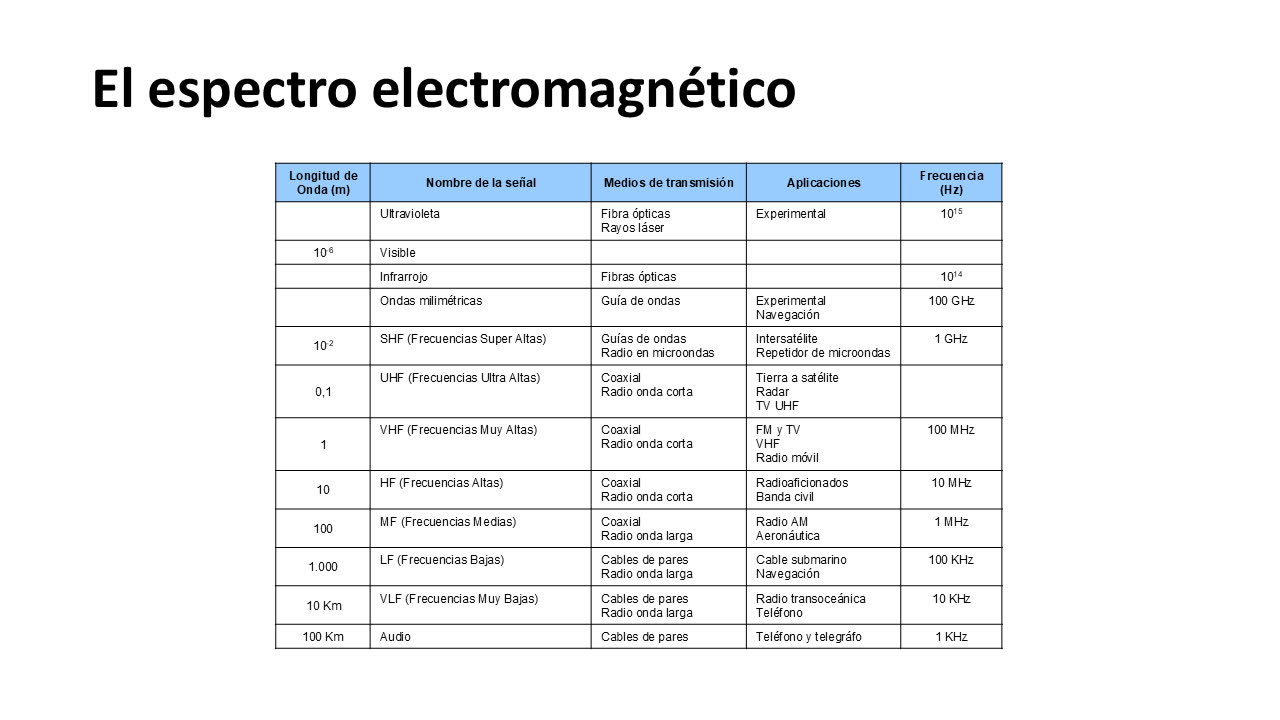 El espectro electromagnético
Longitud de Onda (m) | Nombre de la señal | Medios de transmisión | Aplicaciones | Frecuencia (Hz)
Ultravioleta | Fibra ópticas Rayos láser | Experimental | 10¹⁵
10⁻⁶ | Visible
Infrarrojo | Fibras ópticas | 10¹⁴
Ondas milimétricas | Guía de ondas | Experimental Navegación | 100 GHz
10⁻² | SHF (Frecuencias Super Altas) | Guías de ondas Radio en microondas | Intersatélite Repetidor de microondas | 1 GHz
0,1 | UHF (Frecuencias Ultra Altas) | Coaxial Radio onda corta | Tierra a satélite Radar TV UHF
1 | VHF (Frecuencias Muy Altas) | Coaxial Radio onda corta | FM y TV VHF Radio móvil | 100 MHz
10 | HF (Frecuencias Altas) | Coaxial Radio onda corta | Radioaficionados Banda civil | 10 MHz
100 | MF (Frecuencias Medias) | Coaxial Radio onda larga | Radio AM Aeronáutica | 1 MHz
1.000 | LF (Frecuencias Bajas) | Cables de pares Radio onda larga | Cable submarino Navegación | 100 KHz
10 Km | VLF (Frecuencias Muy Bajas) | Cables de pares Radio onda larga | Radio transoceánica Teléfono | 10 KHz
100 Km | Audio | Cables de pares | Teléfono y telegráfo | 1 KHz